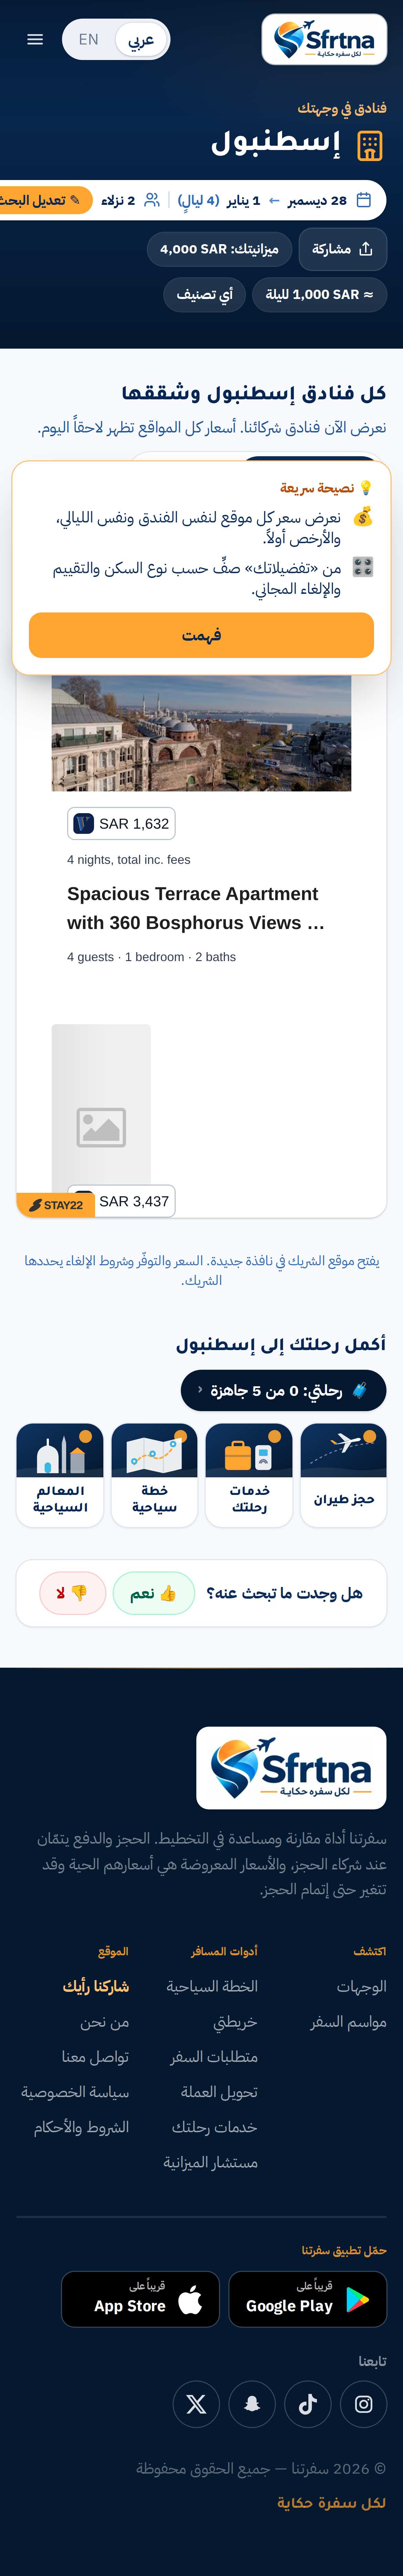 Sfrtna
لكل سفره حكاية
عربي
EN
فنادق في وجهتك
إسطنبول
28 ديسمبر ← 1 يناير (4 ليالٍ)
2 نزلاء
✎ تعديل البحث
مشاركة
ميزانيتك: 4,000 SAR
≈ 1,000 SAR لليلة
أي تصنيف
كل فنادق إسطنبول وشققها
نعرض الآن فنادق شركائنا. أسعار كل المواقع تظهر لاحقاً اليوم.
💡 نصيحة سريعة
💰 نعرض سعر كل موقع لنفس الفندق ونفس الليالي،
والأرخص أولاً.
🎛️ من «تفضيلاتك» صفِّ حسب نوع السكن والتقييم
والإلغاء المجاني.
فهمت
SAR 1,632
4 nights, total inc. fees
Spacious Terrace Apartment
with 360 Bosphorus Views ...
4 guests · 1 bedroom · 2 baths
SAR 3,437
STAY22
يفتح موقع الشريك في نافذة جديدة. السعر والتوفّر وشروط الإلغاء يحددها
الشريك.
أكمل رحلتك إلى إسطنبول
🧳 رحلتي: 0 من 5 جاهزة ›
حجز طيران
خدمات
رحلتك
خطة
سياحية
المعالم
السياحية
هل وجدت ما تبحث عنه؟
👍 نعم
👎 لا
Sfrtna
لكل سفره حكاية
سفرتنا أداة مقارنة ومساعدة في التخطيط. الحجز والدفع يتمّان
عند شركاء الحجز، والأسعار المعروضة هي أسعارهم الحية وقد
تتغير حتى إتمام الحجز.
اكتشف
الوجهات
مواسم السفر
أدوات المسافر
الخطة السياحية
خريطتي
متطلبات السفر
تحويل العملة
خدمات رحلتك
مستشار الميزانية
الموقع
شاركنا رأيك
من نحن
تواصل معنا
سياسة الخصوصية
الشروط والأحكام
حمّل تطبيق سفرتنا
قريباً على
Google Play
قريباً على
App Store
تابعنا
© 2026 سفرتنا — جميع الحقوق محفوظة
لكل سفرة حكاية